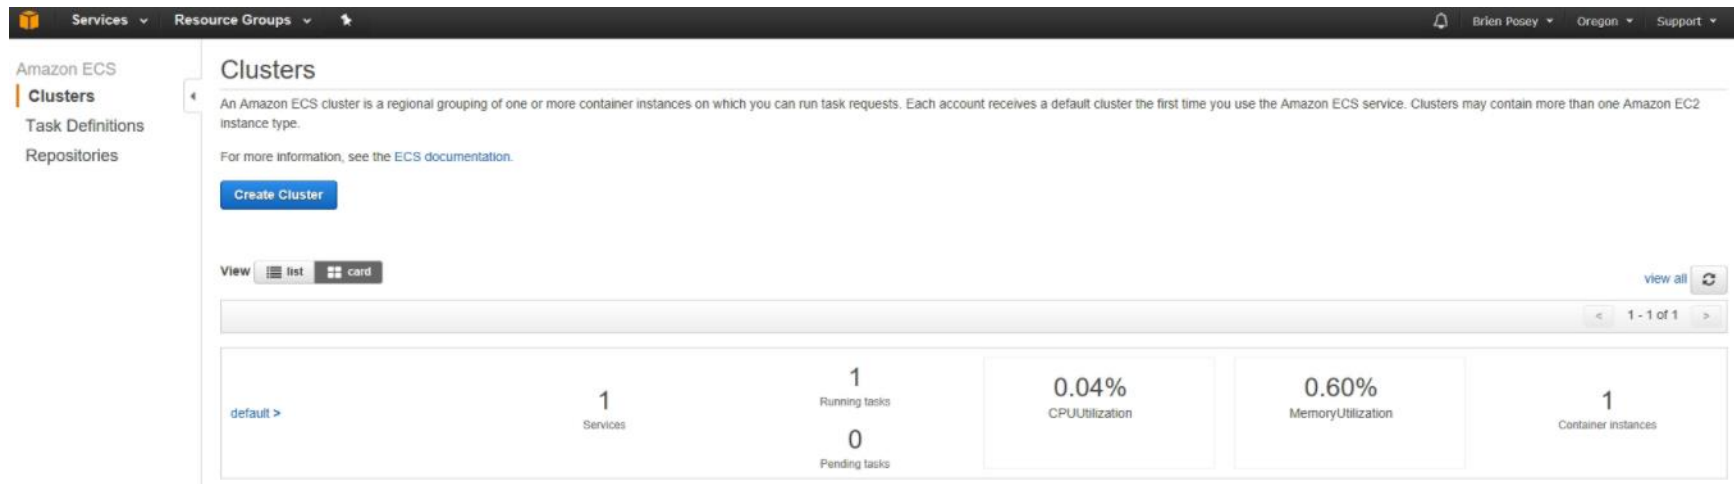 Services Resource Groups Brien Posey Oregon Support
Amazon ECS
Clusters
Task Definitions
Repositories
Clusters
An Amazon ECS cluster is a regional grouping of one or more container instances on which you can run task requests. Each account receives a default cluster the first time you use the Amazon ECS service. Clusters may contain more than one Amazon EC2
instance type.
For more information, see the ECS documentation.
Create Cluster
View list card
view all
< 1 - 1 of 1 >
default >
1
Services
1
Running tasks
0
Pending tasks
0.04%
CPUUtilization
0.60%
MemoryUtilization
1
Container instances